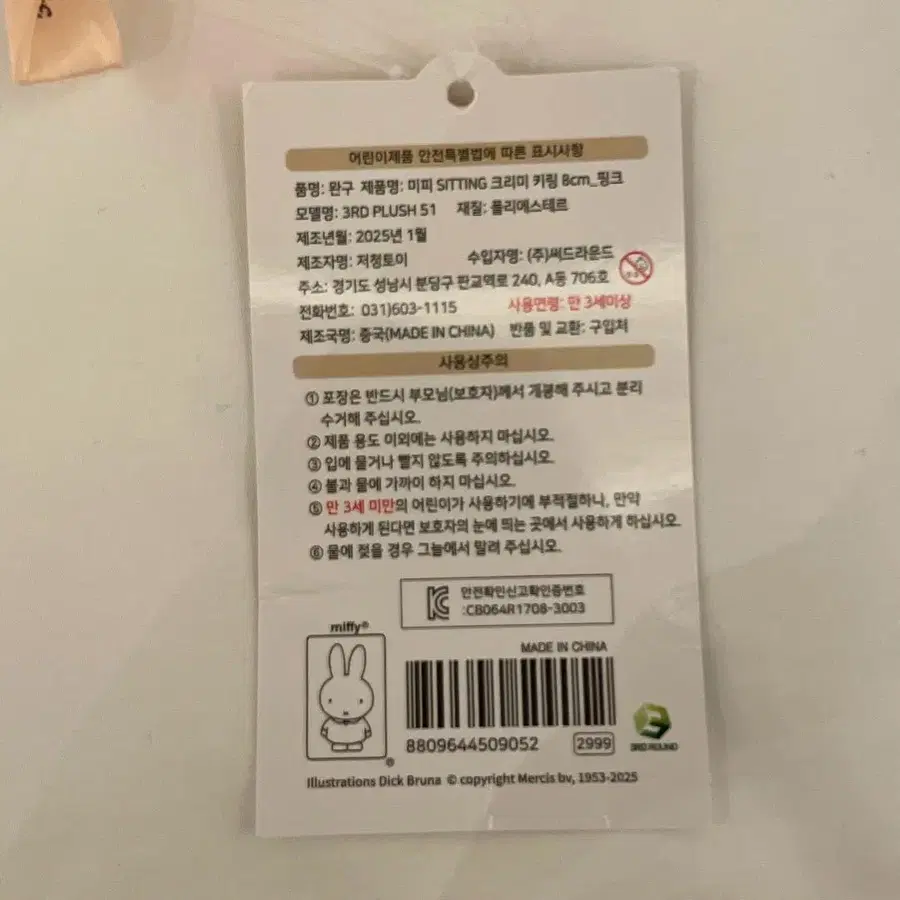 어린이제품 안전특별법에 따른 표시사항
품명: 완구 제품명: 미피 SITTING 크리미 키링 8cm_핑크
모델명: 3RD PLUSH 51 재질: 폴리에스테르
제조년월: 2025년 1월
제조자명: 저청토이 수입자명: (주)써드라운드
주소: 경기도 성남시 분당구 판교역로 240, A동 706호
전화번호: 031)603-1115 사용연령: 만 3세이상
제조국명: 중국(MADE IN CHINA) 반품 및 교환: 구입처
사용상주의
① 포장은 반드시 부모님(보호자)께서 개봉해 주시고 분리
수거해 주십시오.
② 제품 용도 이외에는 사용하지 마십시오.
③ 입에 물거나 빨지 않도록 주의하십시오.
④ 불과 물에 가까이 하지 마십시오.
⑤ 만 3세 미만의 어린이가 사용하기에 부적절하나, 만약
사용하게 된다면 보호자의 눈에 띄는 곳에서 사용하게 하십시오.
⑥ 물에 젖을 경우 그늘에서 말려 주십시오.
안전확인신고확인증번호
:CB064R1708-3003
miffy®
MADE IN CHINA
8809644509052 2999
3RD ROUND
Illustrations Dick Bruna © copyright Mercis bv, 1953-2025